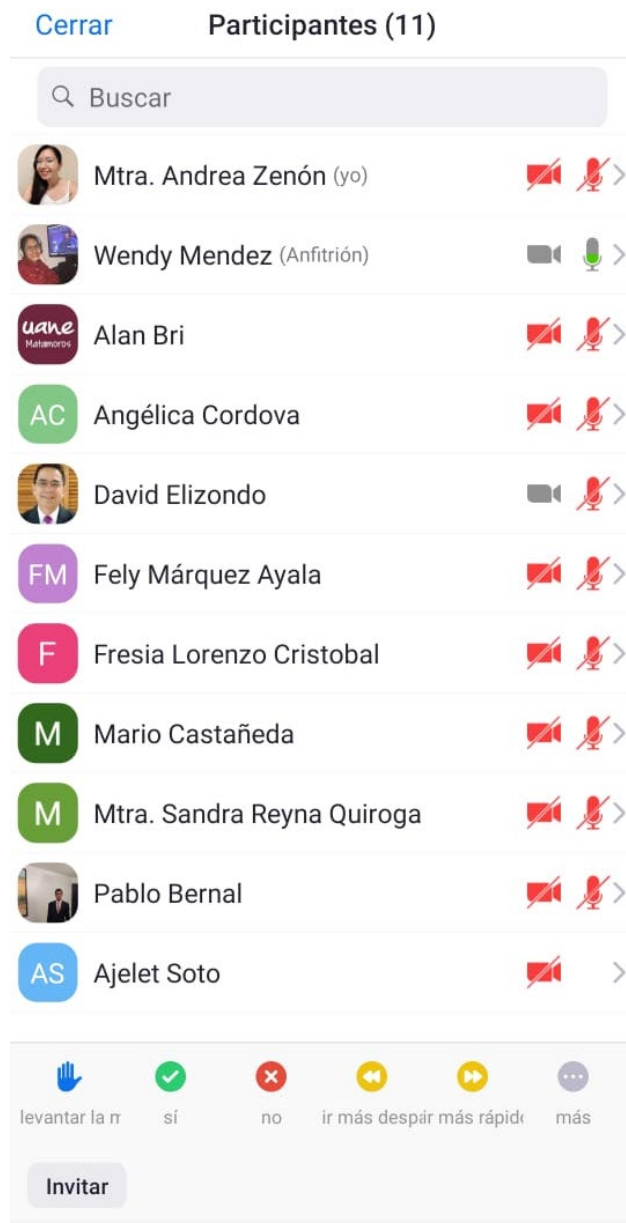 Cerrar Participantes (11)
Buscar
Mtra. Andrea Zenón (yo)
Wendy Mendez (Anfitrión)
uane
Matamoros
Alan Bri
AC Angélica Cordova
David Elizondo
FM Fely Márquez Ayala
F Fresia Lorenzo Cristobal
M Mario Castañeda
M Mtra. Sandra Reyna Quiroga
Pablo Bernal
AS Ajelet Soto
levantar la m sí no ir más despa ir más rápido más
Invitar